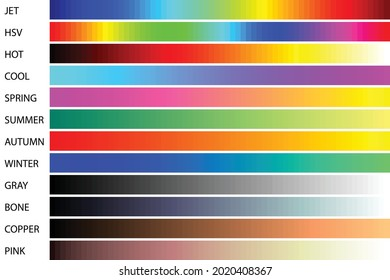 JET
HSV
HOT
COOL
SPRING
SUMMER
AUTUMN
WINTER
GRAY
BONE
COPPER
PINK
shutterstock.com · 2020408367